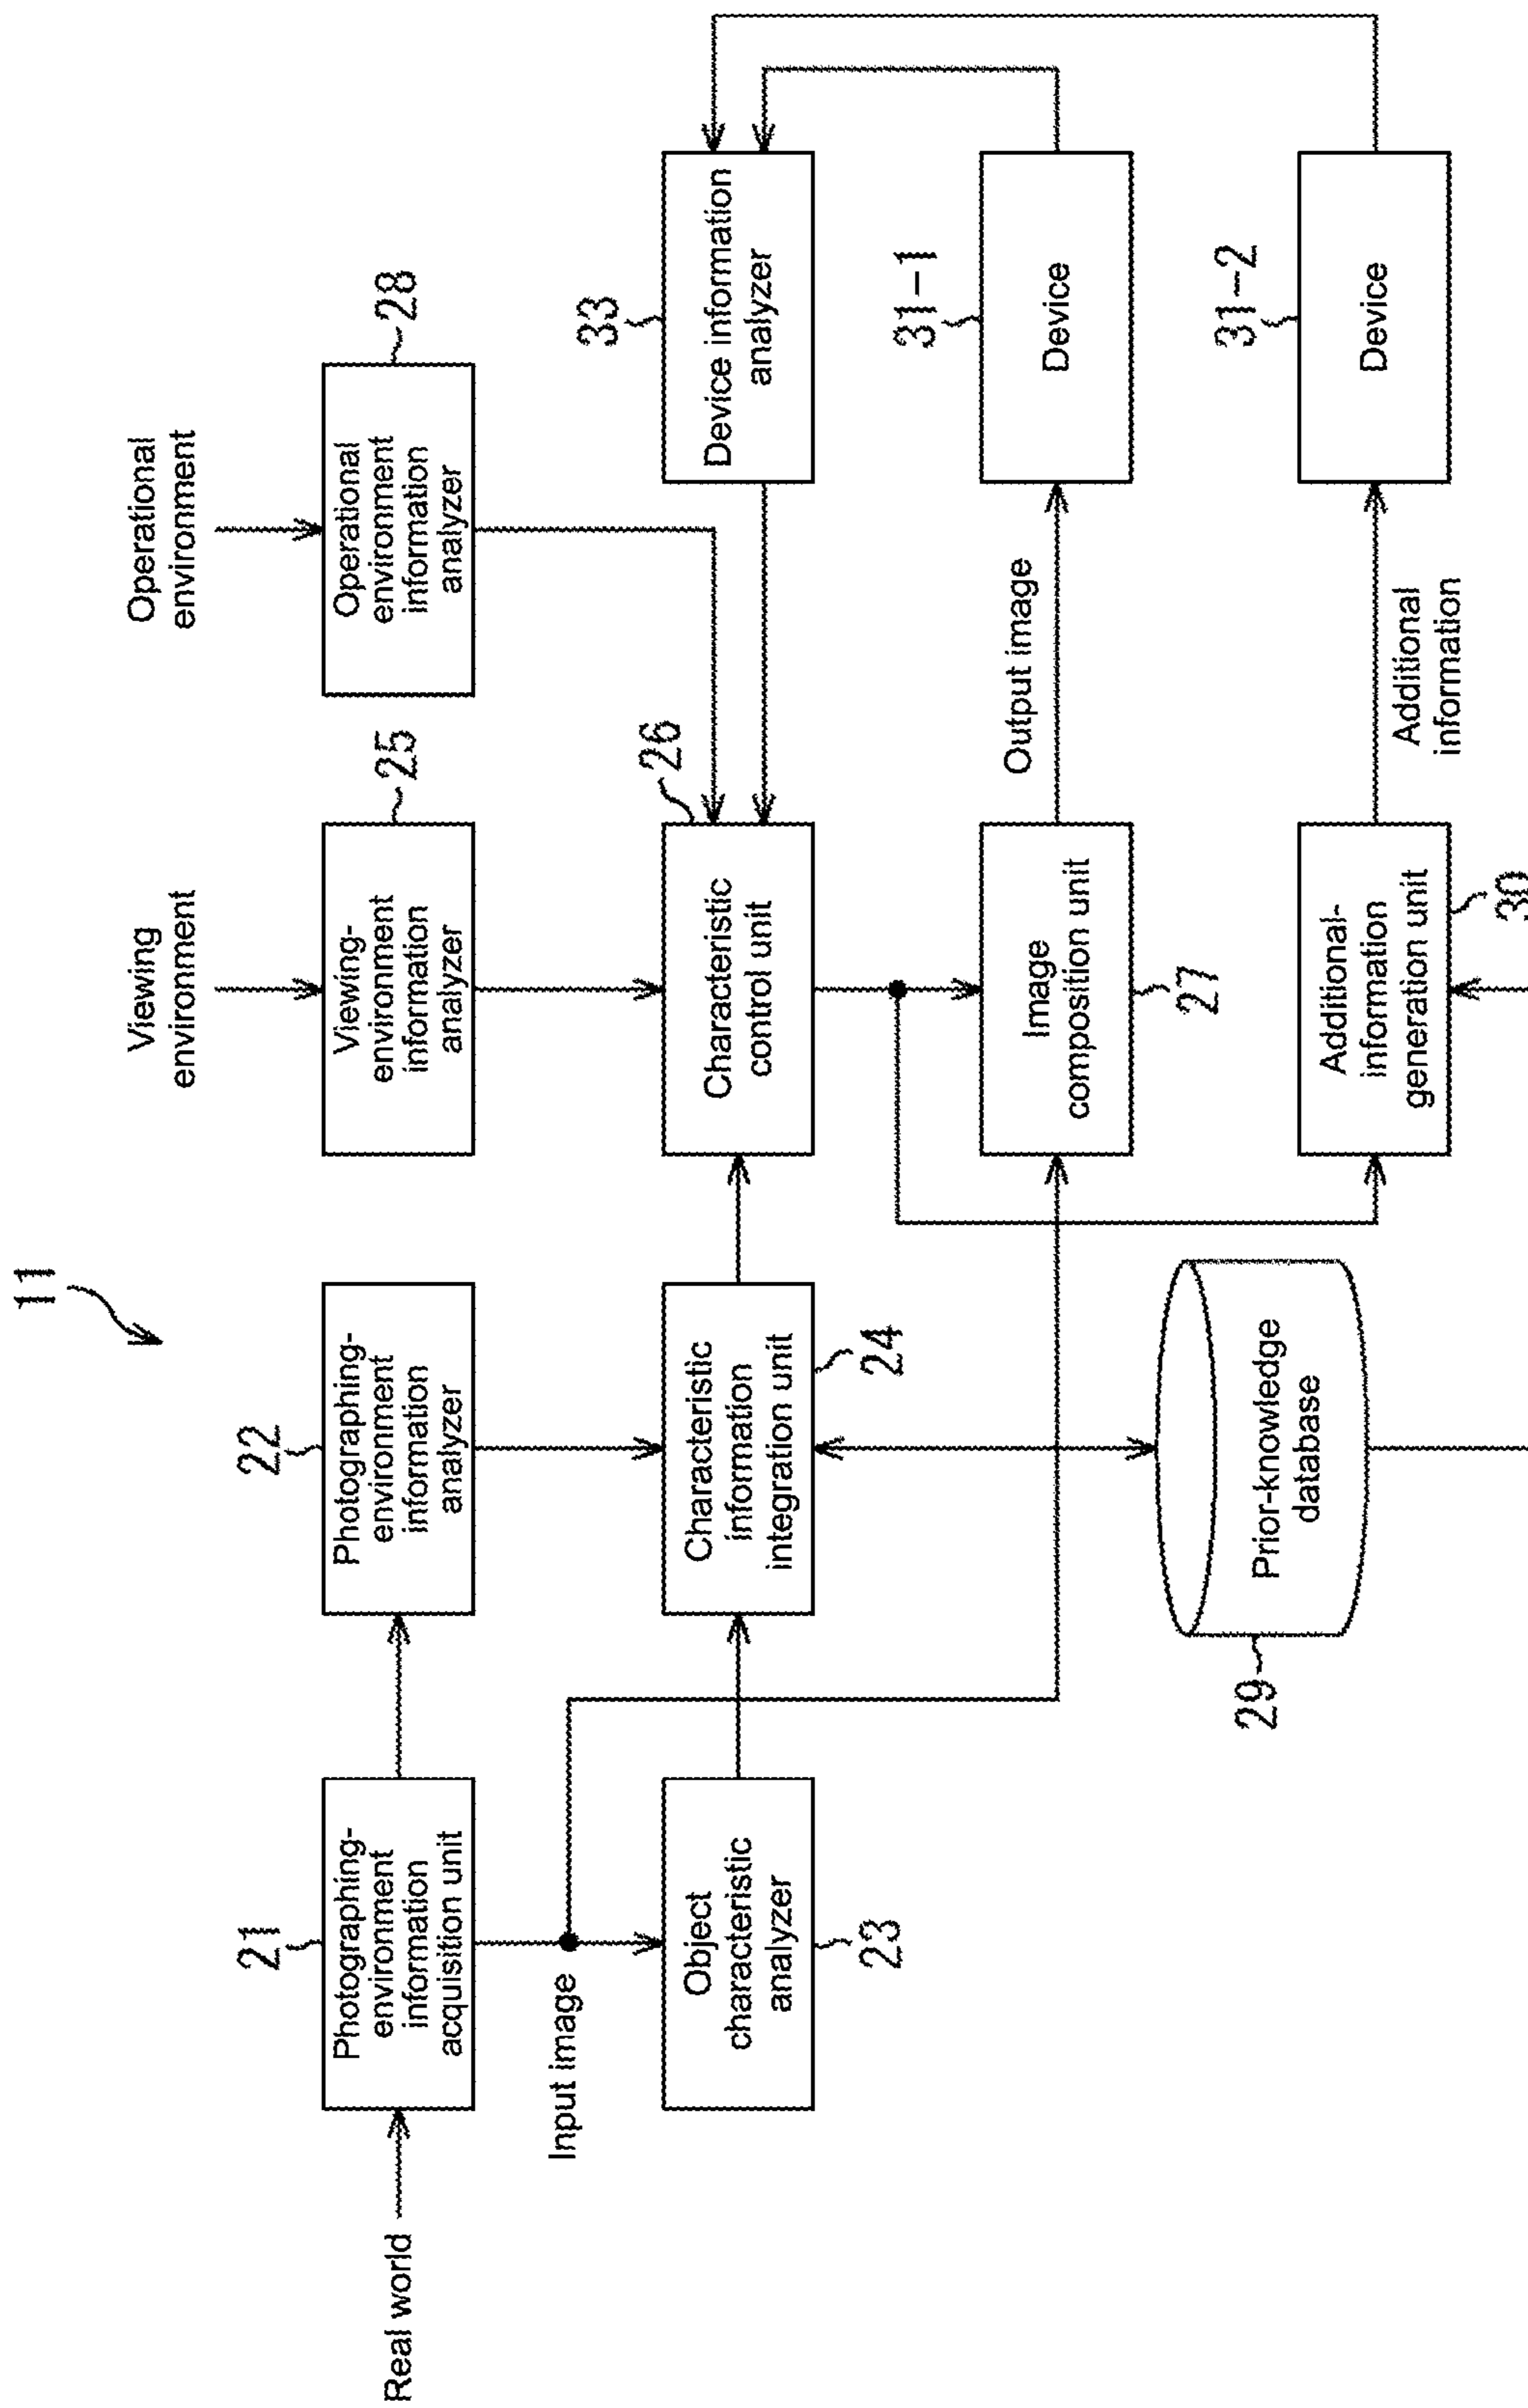 11
Real world
21
Photographing-
environment
information
acquisition unit
22
Photographing-
environment
information
analyzer
Viewing
environment
25
Viewing-
environment
information
analyzer
Operational
environment
28
Operational
environment
information
analyzer
Input image
Object
characteristic
analyzer
23
Characteristic
information
integration unit
24
26
Characteristic
control unit
33
Device information
analyzer
Image
composition unit
27
Output image
31-1
Device
29
Prior-knowledge
database
Additional-
information
generation unit
30
Additional
information
31-2
Device